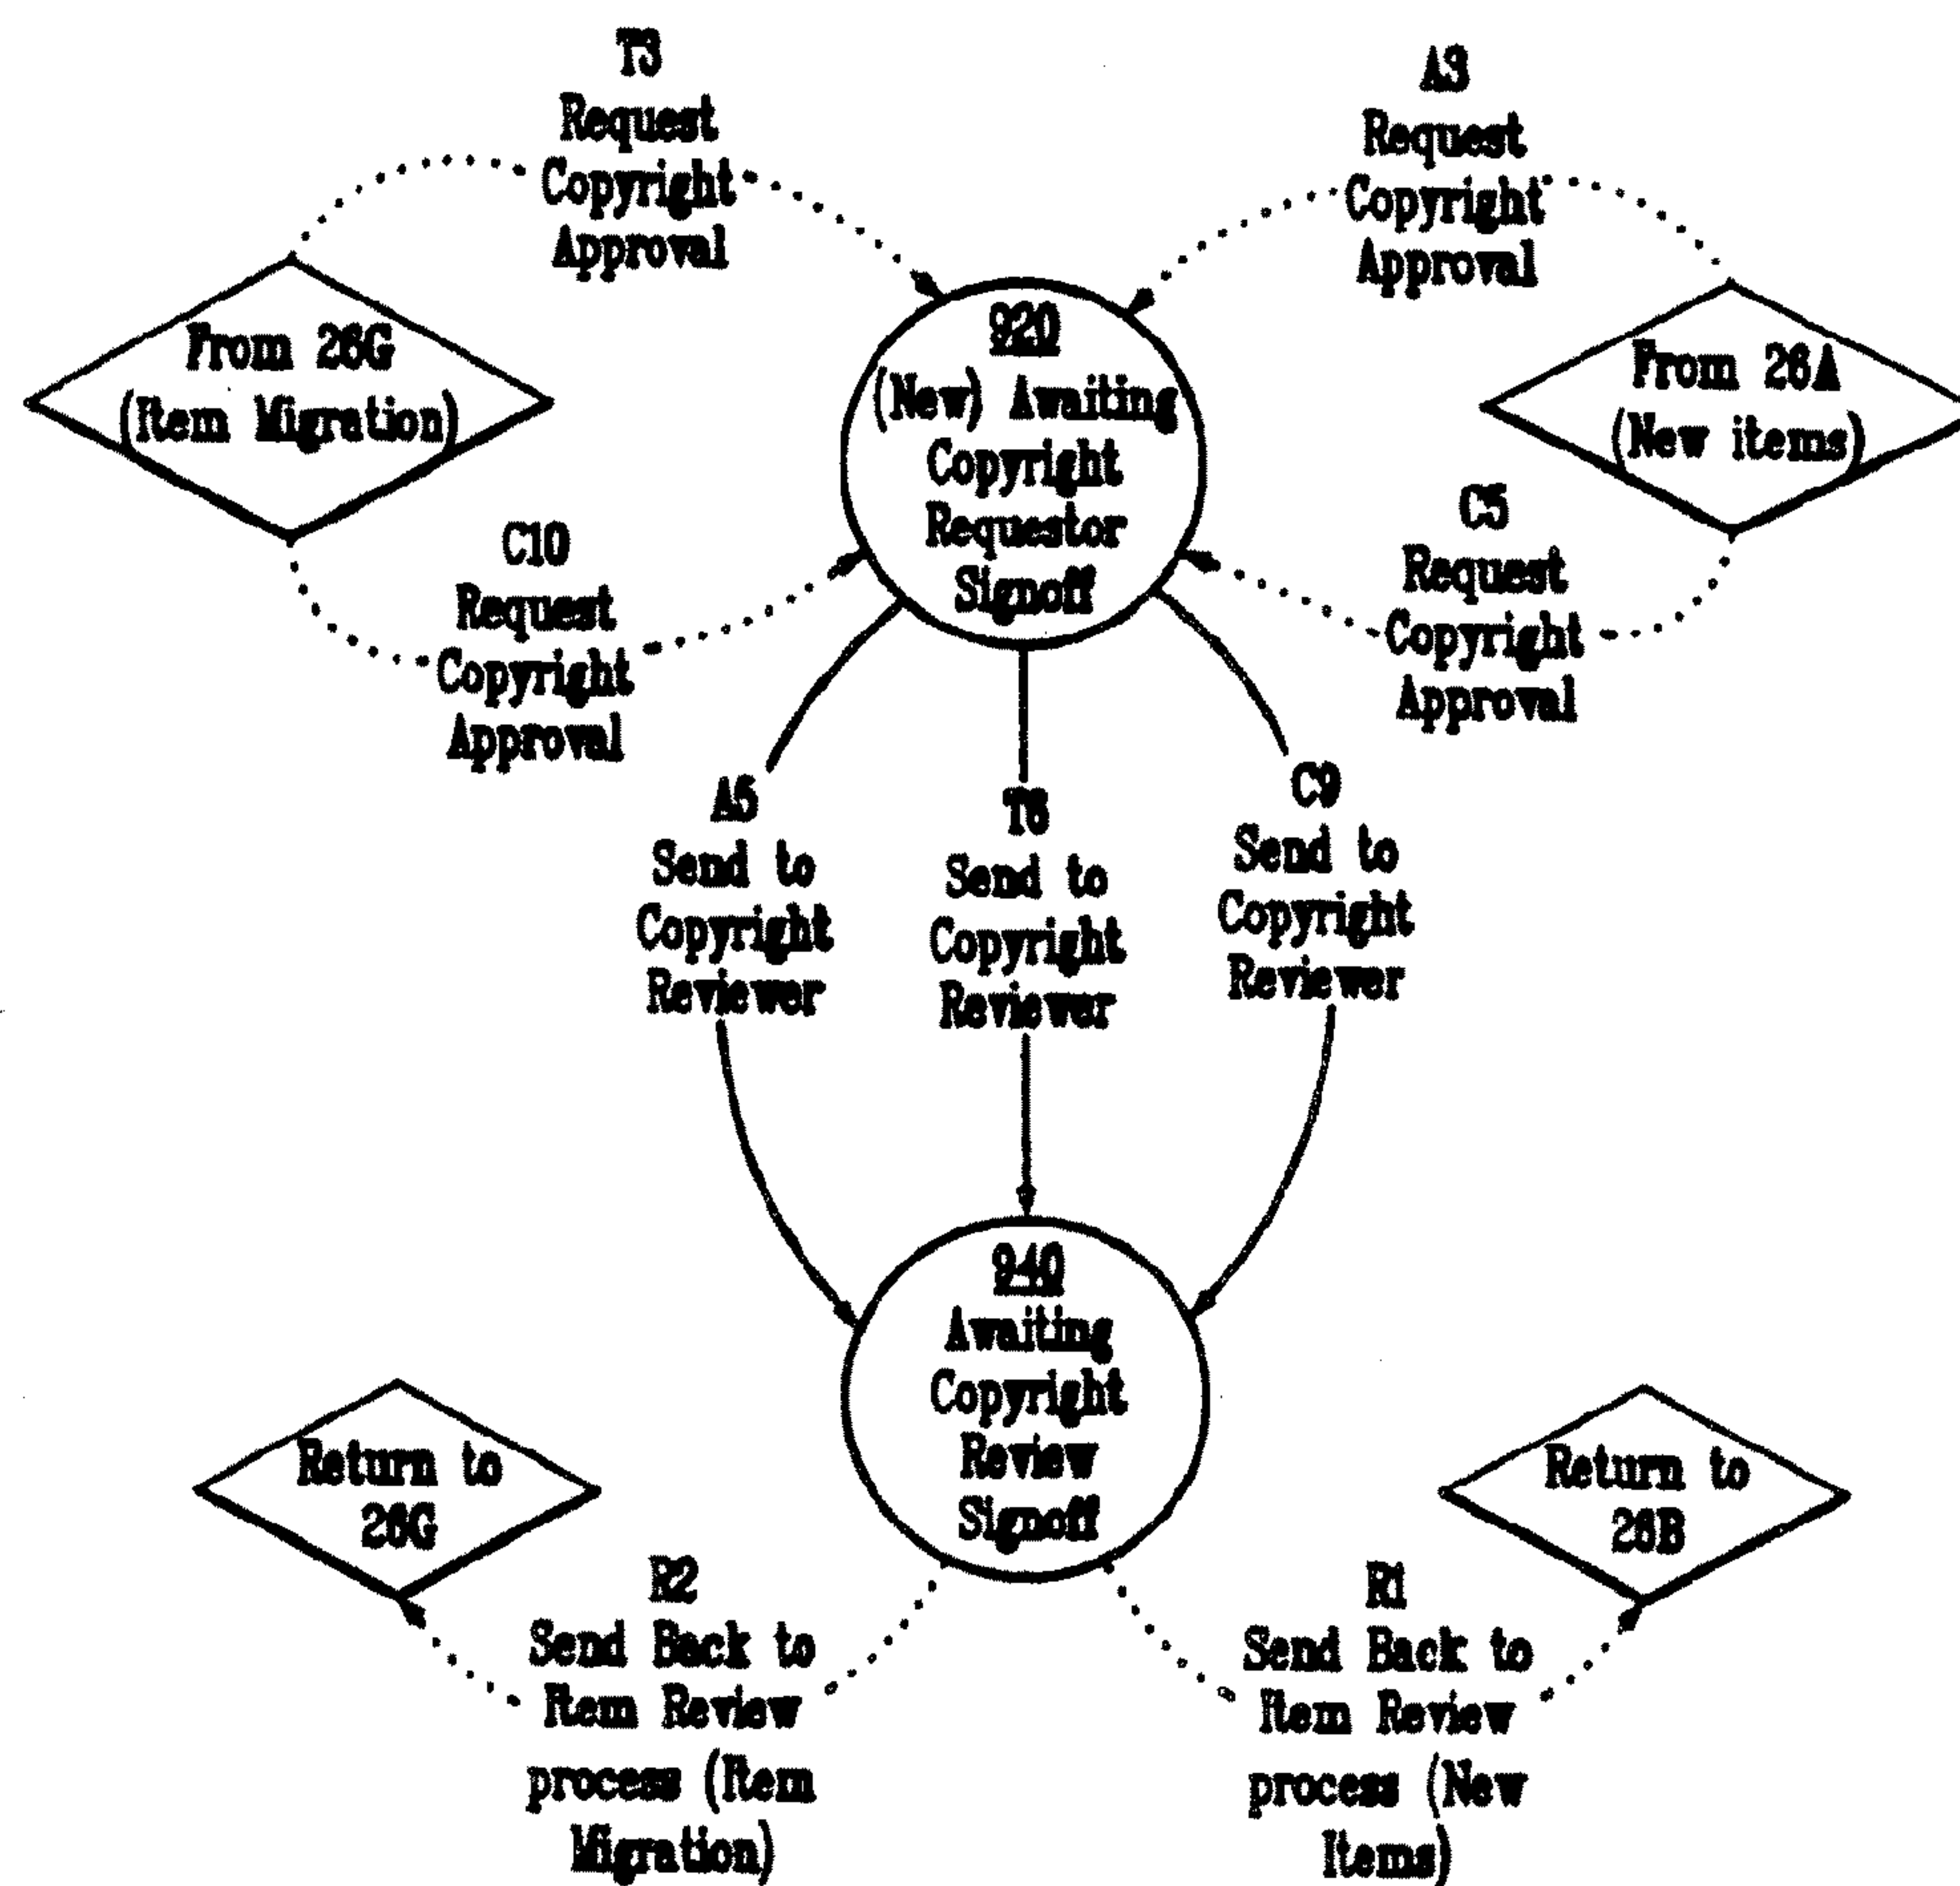 T3
Request
Copyright
Approval
A3
Request
Copyright
Approval
From 26G
(Item Migration)
920
(New) Awaiting
Copyright
Requestor
Signoff
From 26A
(New items)
C10
Request
Copyright
Approval
C5
Request
Copyright
Approval
A5
Send to
Copyright
Reviewer
T6
Send to
Copyright
Reviewer
C9
Send to
Copyright
Reviewer
940
Awaiting
Copyright
Review
Signoff
Return to
26G
Return to
26B
R2
Send Back to
Item Review
process (Item
Migration)
R1
Send Back to
Item Review
process (New
Items)